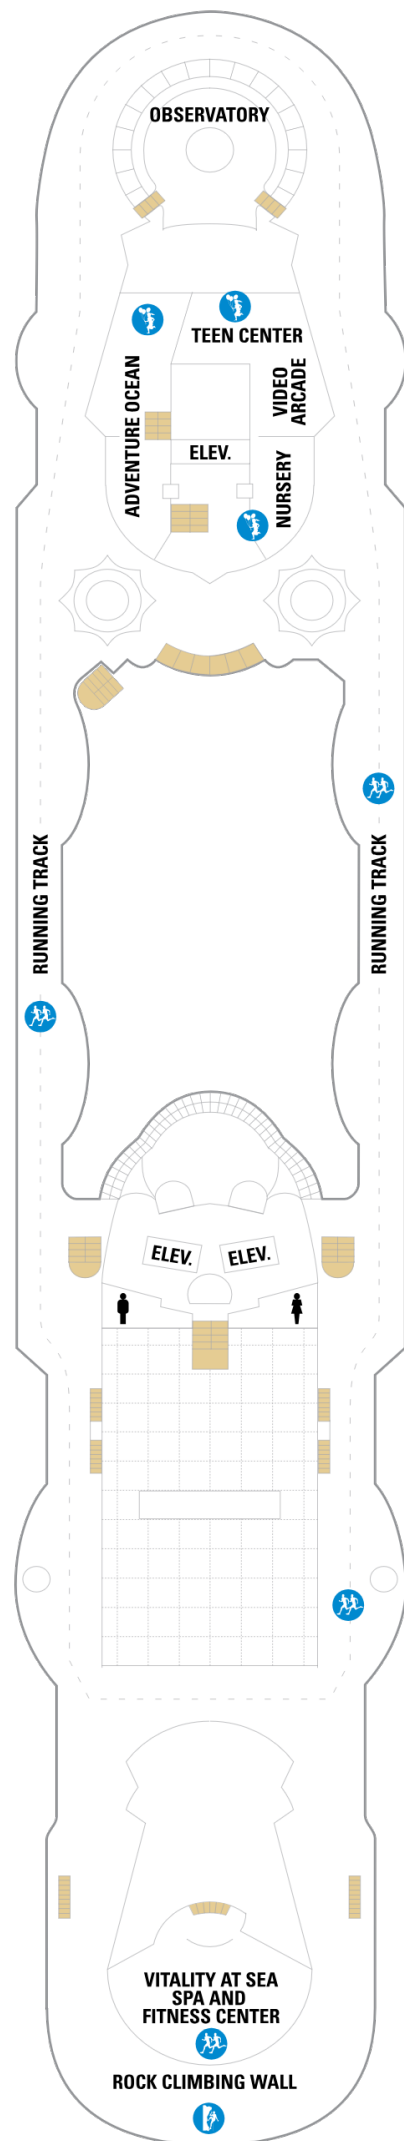 OBSERVATORY
TEEN CENTER
ADVENTURE OCEAN
VIDEO
ARCADE
ELEV.
NURSERY
RUNNING TRACK
RUNNING TRACK
ELEV.
ELEV.
VITALITY AT SEA
SPA AND
FITNESS CENTER
ROCK CLIMBING WALL